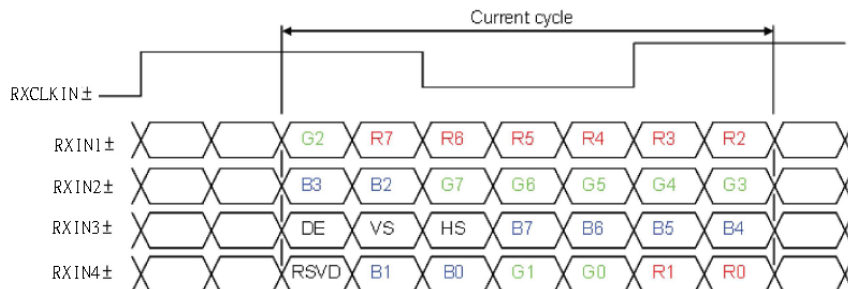 Current cycle
RXCLKIN±
RXIN1± G2 R7 R6 R5 R4 R3 R2
RXIN2± B3 B2 G7 G6 G5 G4 G3
RXIN3± DE VS HS B7 B6 B5 B4
RXIN4± RSVD B1 B0 G1 G0 R1 R0